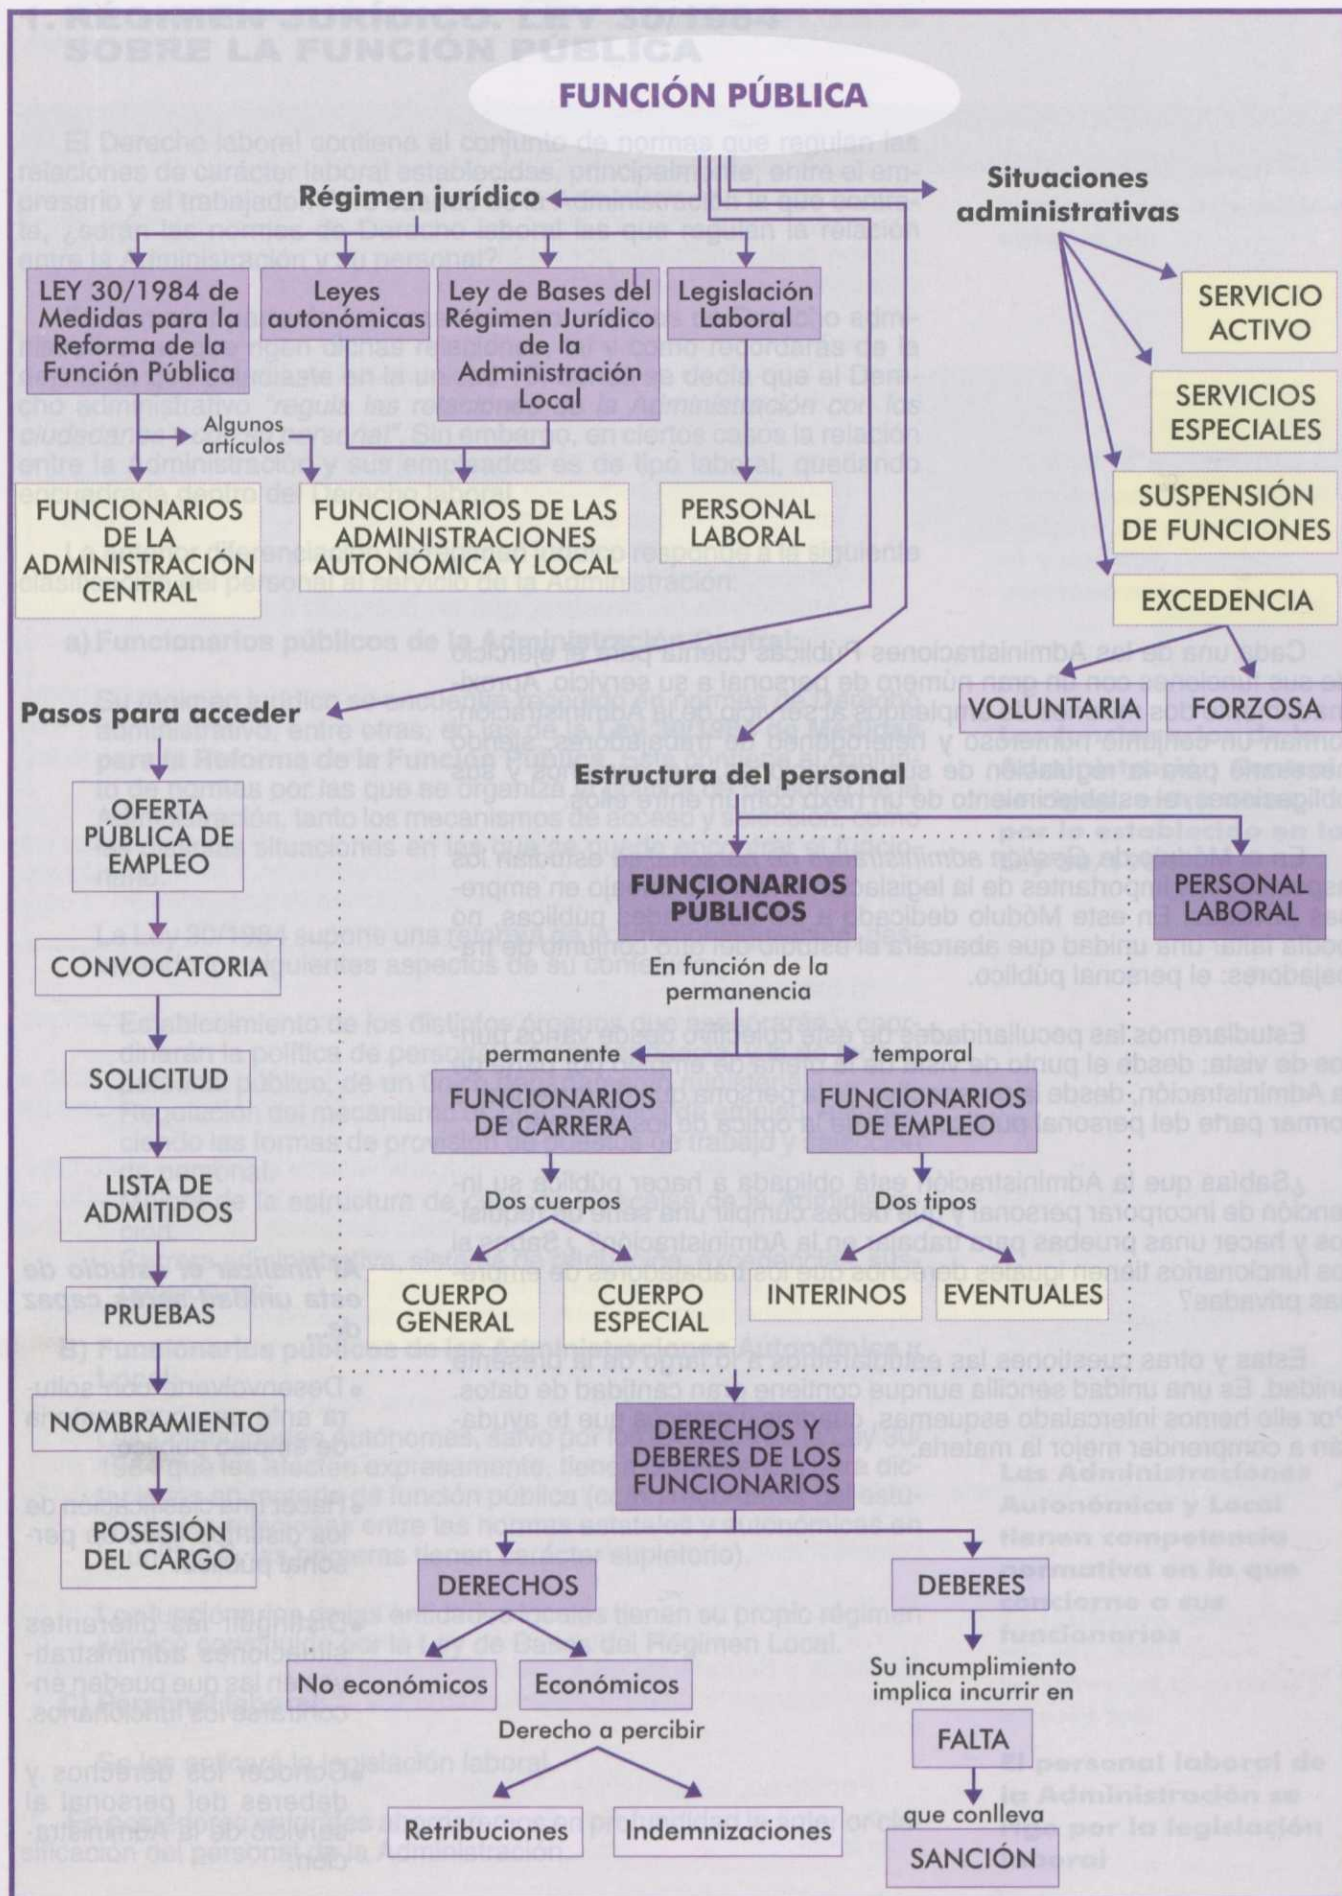 FUNCIÓN PÚBLICA
Régimen jurídico
Situaciones
administrativas
LEY 30/1984 de
Medidas para la
Reforma de la
Función Pública
Leyes
autonómicas
Ley de Bases del
Régimen Jurídico
de la
Administración
Local
Legislación
Laboral
SERVICIO
ACTIVO
SERVICIOS
ESPECIALES
SUSPENSIÓN
DE FUNCIONES
EXCEDENCIA
VOLUNTARIA
FORZOSA
Algunos
artículos
FUNCIONARIOS
DE LA
ADMINISTRACIÓN
CENTRAL
FUNCIONARIOS DE LAS
ADMINISTRACIONES
AUTONÓMICA Y LOCAL
PERSONAL
LABORAL
Pasos para acceder
OFERTA
PÚBLICA DE
EMPLEO
CONVOCATORIA
SOLICITUD
LISTA DE
ADMITIDOS
PRUEBAS
NOMBRAMIENTO
POSESIÓN
DEL CARGO
Estructura del personal
FUNCIONARIOS
PÚBLICOS
PERSONAL
LABORAL
En función de la
permanencia
permanente
temporal
FUNCIONARIOS
DE CARRERA
FUNCIONARIOS
DE EMPLEO
Dos cuerpos
Dos tipos
CUERPO
GENERAL
CUERPO
ESPECIAL
INTERINOS
EVENTUALES
DERECHOS Y
DEBERES DE LOS
FUNCIONARIOS
DERECHOS
DEBERES
No económicos
Económicos
Derecho a percibir
Retribuciones
Indemnizaciones
Su incumplimiento
implica incurrir en
FALTA
que conlleva
SANCIÓN